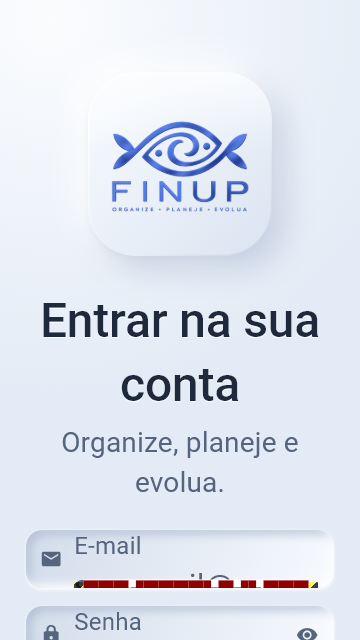 FINUP
ORGANIZE • PLANEJE • EVOLUA
Entrar na sua
conta
Organize, planeje e
evolua.
E-mail
Senha